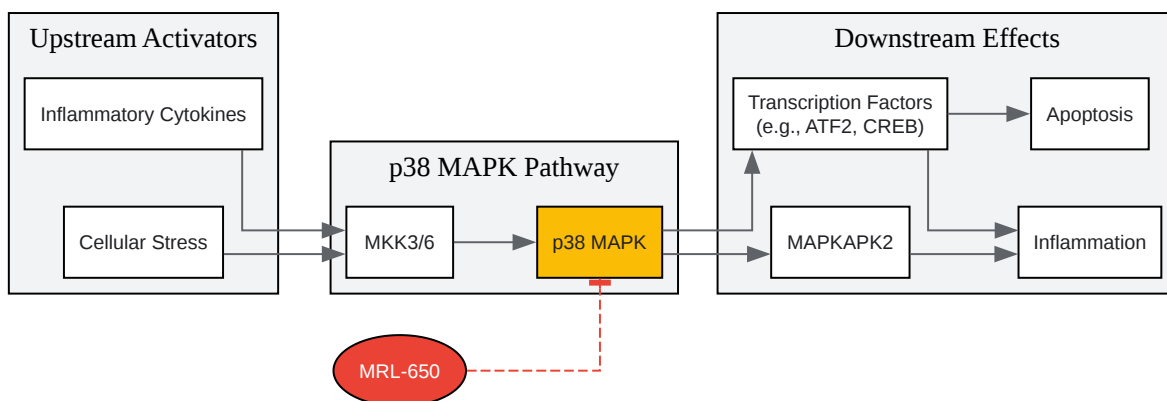 Upstream Activators
Inflammatory Cytokines
Cellular Stress
p38 MAPK Pathway
MKK3/6
p38 MAPK
Downstream Effects
Transcription Factors
(e.g., ATF2, CREB)
Apoptosis
MAPKAPK2
Inflammation
MRL-650